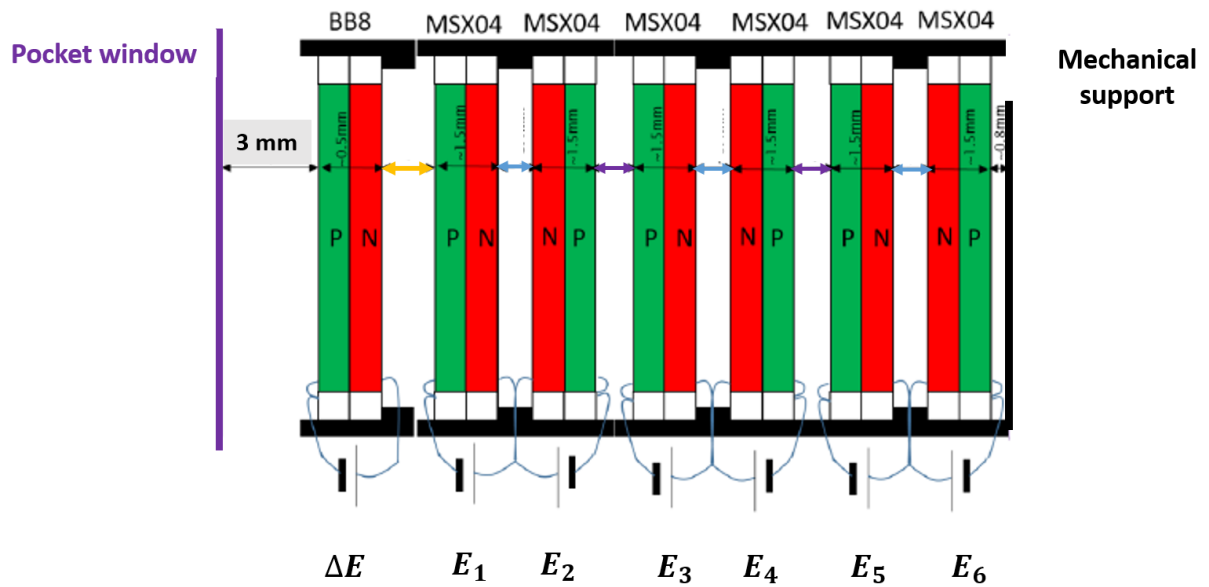 BB8
MSX04
MSX04
MSX04
MSX04
MSX04
MSX04
Pocket window
Mechanical
support
3 mm
~0.5mm
~1.5mm
~1.5mm
~1.5mm
~1.5mm
~1.5mm
~1.5mm
~0.8mm
P N
P N
N P
P N
N P
P N
N P
ΔE
E₁
E₂
E₃
E₄
E₅
E₆